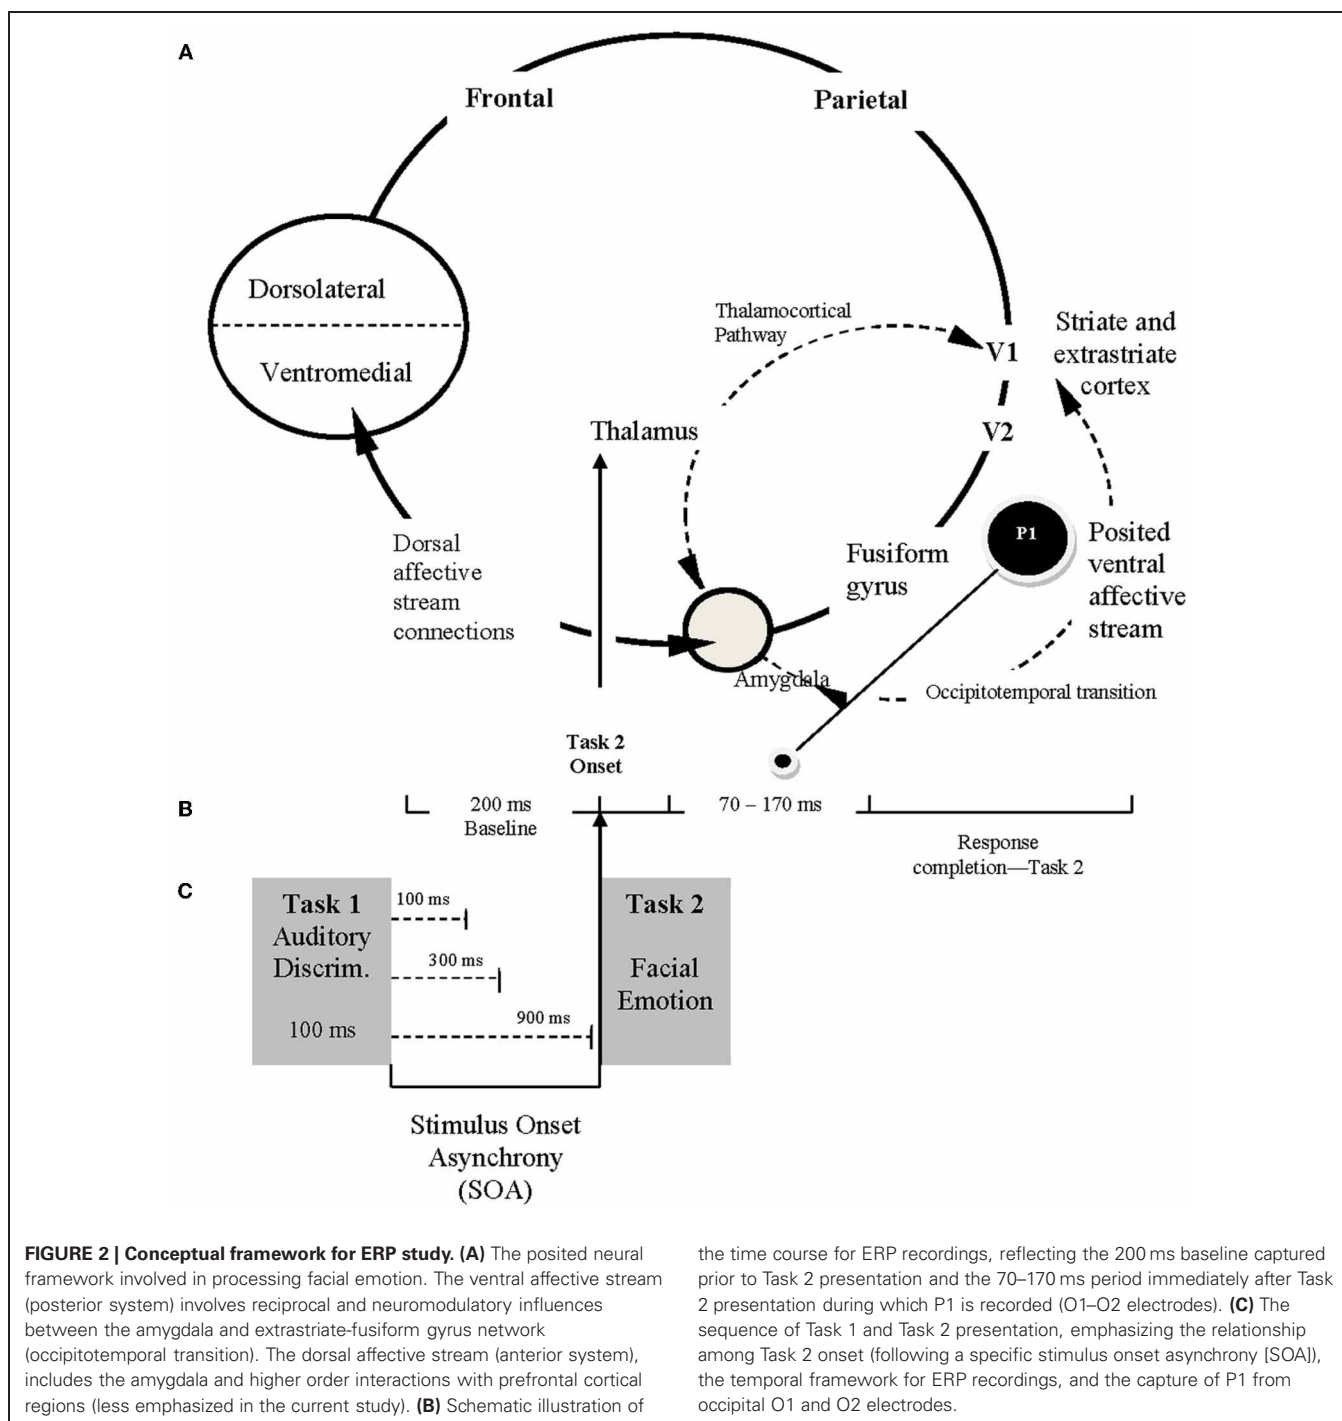 A
Frontal
Parietal
Dorsolateral
Ventromedial
Thalamocortical
Pathway
V1
Striate and
extrastriate
cortex
V2
Thalamus
Dorsal
affective
stream
connections
Fusiform
gyrus
P1
Posited
ventral
affective
stream
Amygdala
Occipitotemporal transition
Task 2
Onset
B
200 ms
Baseline
70 – 170 ms
Response
completion—Task 2
C
Task 1
Auditory
Discrim.
100 ms
100 ms
300 ms
900 ms
Task 2
Facial
Emotion
Stimulus Onset
Asynchrony
(SOA)
FIGURE 2 | Conceptual framework for ERP study. (A) The posited neural
framework involved in processing facial emotion. The ventral affective stream
(posterior system) involves reciprocal and neuromodulatory influences
between the amygdala and extrastriate-fusiform gyrus network
(occipitotemporal transition). The dorsal affective stream (anterior system),
includes the amygdala and higher order interactions with prefrontal cortical
regions (less emphasized in the current study). (B) Schematic illustration of
the time course for ERP recordings, reflecting the 200 ms baseline captured
prior to Task 2 presentation and the 70–170 ms period immediately after Task
2 presentation during which P1 is recorded (O1–O2 electrodes). (C) The
sequence of Task 1 and Task 2 presentation, emphasizing the relationship
among Task 2 onset (following a specific stimulus onset asynchrony [SOA]),
the temporal framework for ERP recordings, and the capture of P1 from
occipital O1 and O2 electrodes.